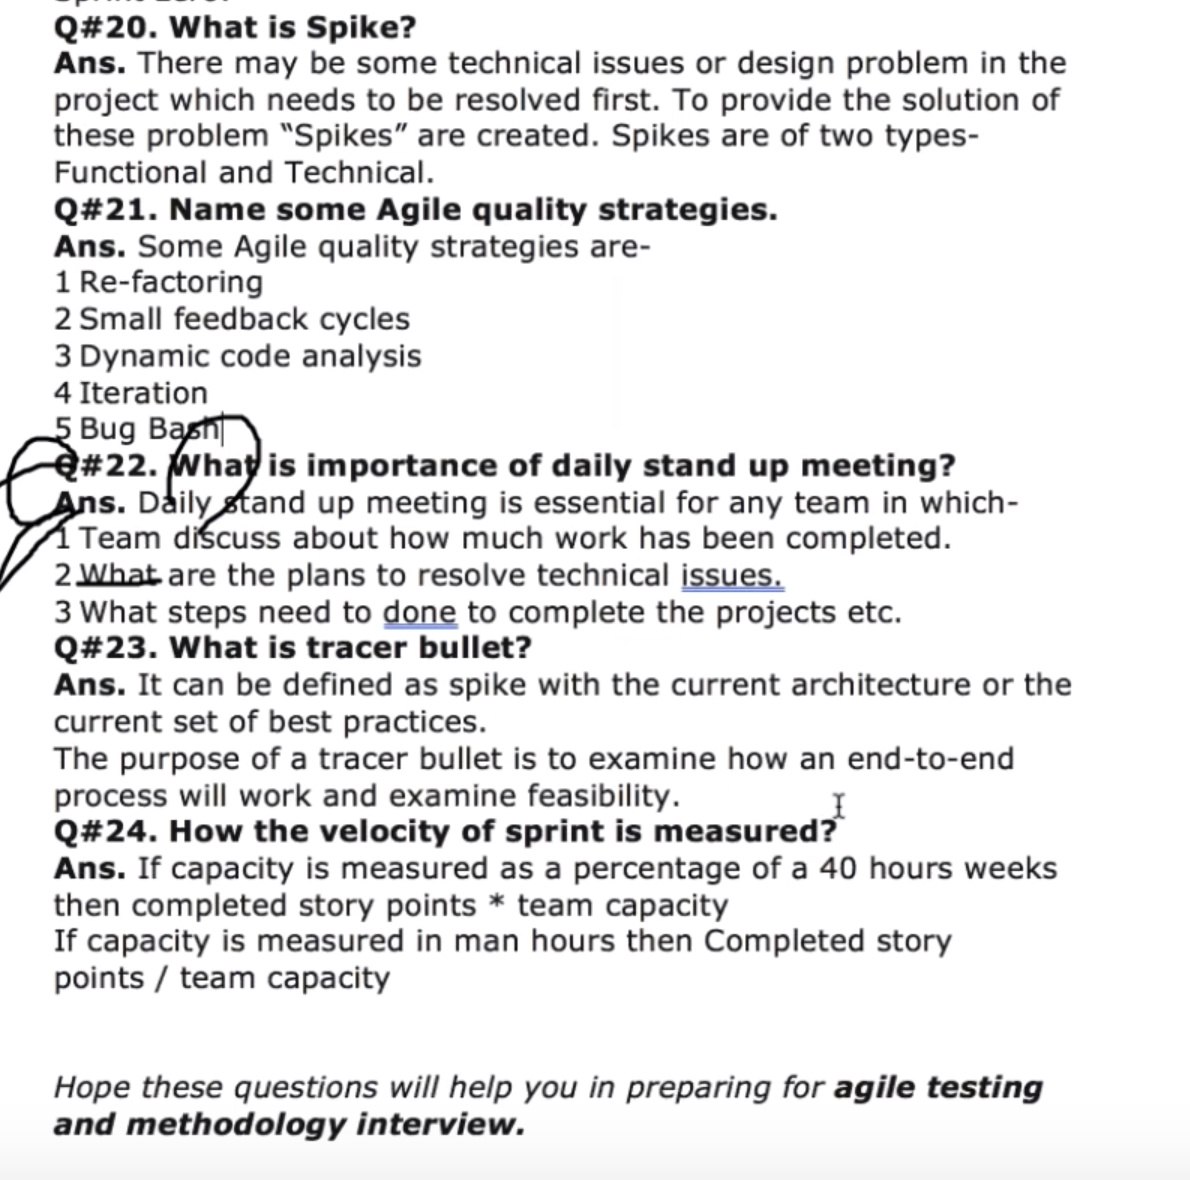 Q#20. What is Spike?
Ans. There may be some technical issues or design problem in the
project which needs to be resolved first. To provide the solution of
these problem “Spikes” are created. Spikes are of two types-
Functional and Technical.
Q#21. Name some Agile quality strategies.
Ans. Some Agile quality strategies are-
1 Re-factoring
2 Small feedback cycles
3 Dynamic code analysis
4 Iteration
5 Bug Bash
Q#22. What is importance of daily stand up meeting?
Ans. Daily stand up meeting is essential for any team in which-
1 Team discuss about how much work has been completed.
2 What are the plans to resolve technical issues.
3 What steps need to done to complete the projects etc.
Q#23. What is tracer bullet?
Ans. It can be defined as spike with the current architecture or the
current set of best practices.
The purpose of a tracer bullet is to examine how an end-to-end
process will work and examine feasibility.
Q#24. How the velocity of sprint is measured?
Ans. If capacity is measured as a percentage of a 40 hours weeks
then completed story points * team capacity
If capacity is measured in man hours then Completed story
points / team capacity
Hope these questions will help you in preparing for agile testing
and methodology interview.